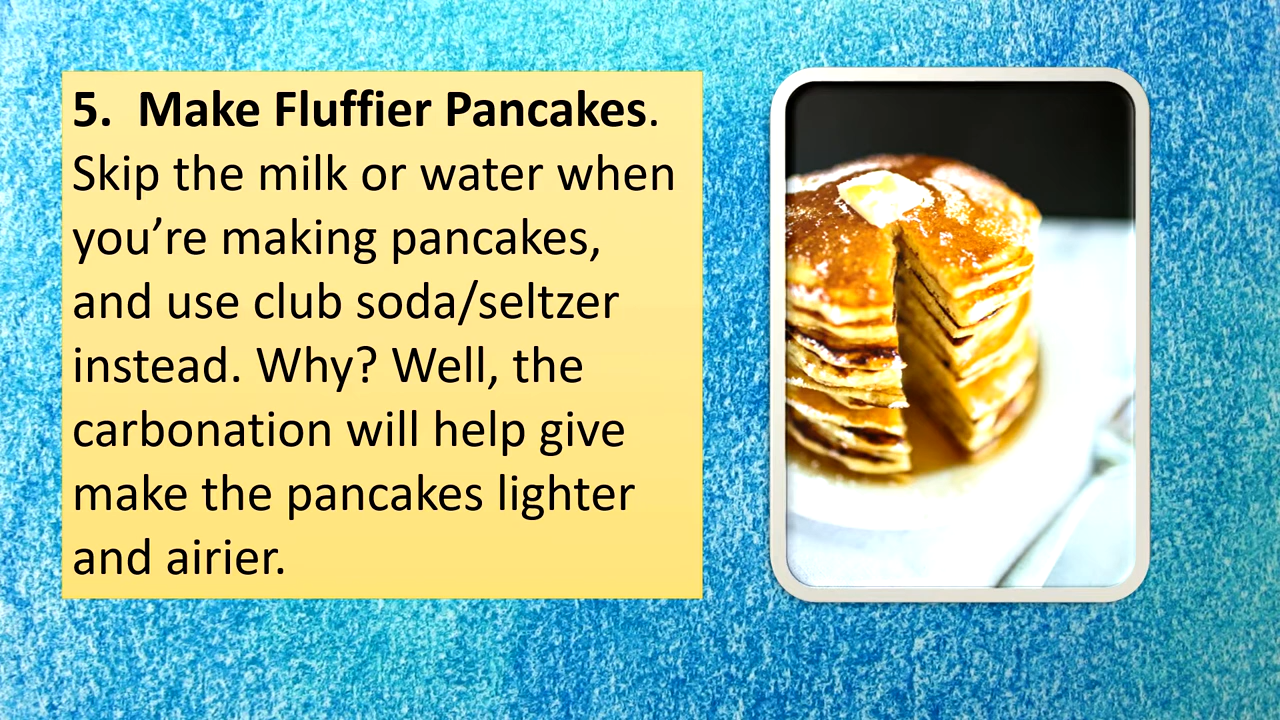 5.  Make Fluffier Pancakes.
Skip the milk or water when
you’re making pancakes,
and use club soda/seltzer
instead. Why? Well, the
carbonation will help give
make the pancakes lighter
and airier.